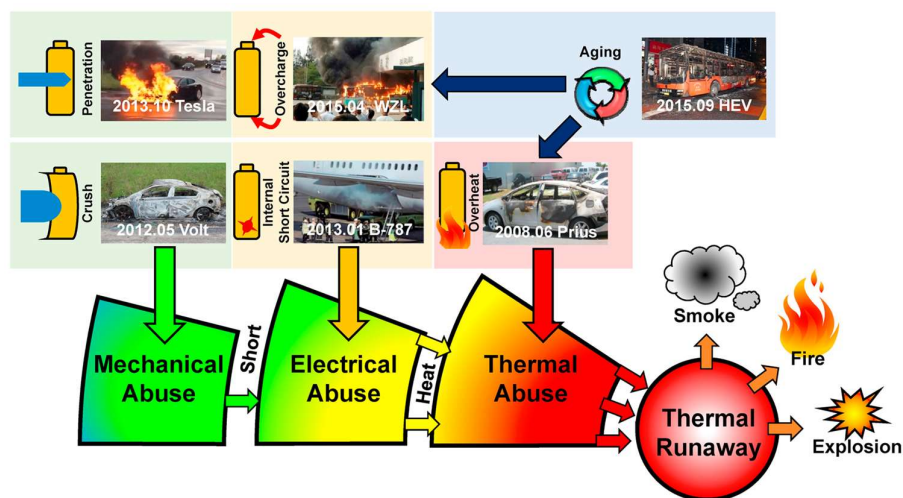 Penetration
2013.10 Tesla
Overcharge
2015.04. WZL
Aging
2015.09 HEV
Crush
2012.05 Volt
Internal
Short Circuit
2013.01 B-787
Overheat
2008.06 Prius
Mechanical
Abuse
Short
Electrical
Abuse
Heat
Thermal
Abuse
Smoke
Fire
Thermal
Runaway
Explosion